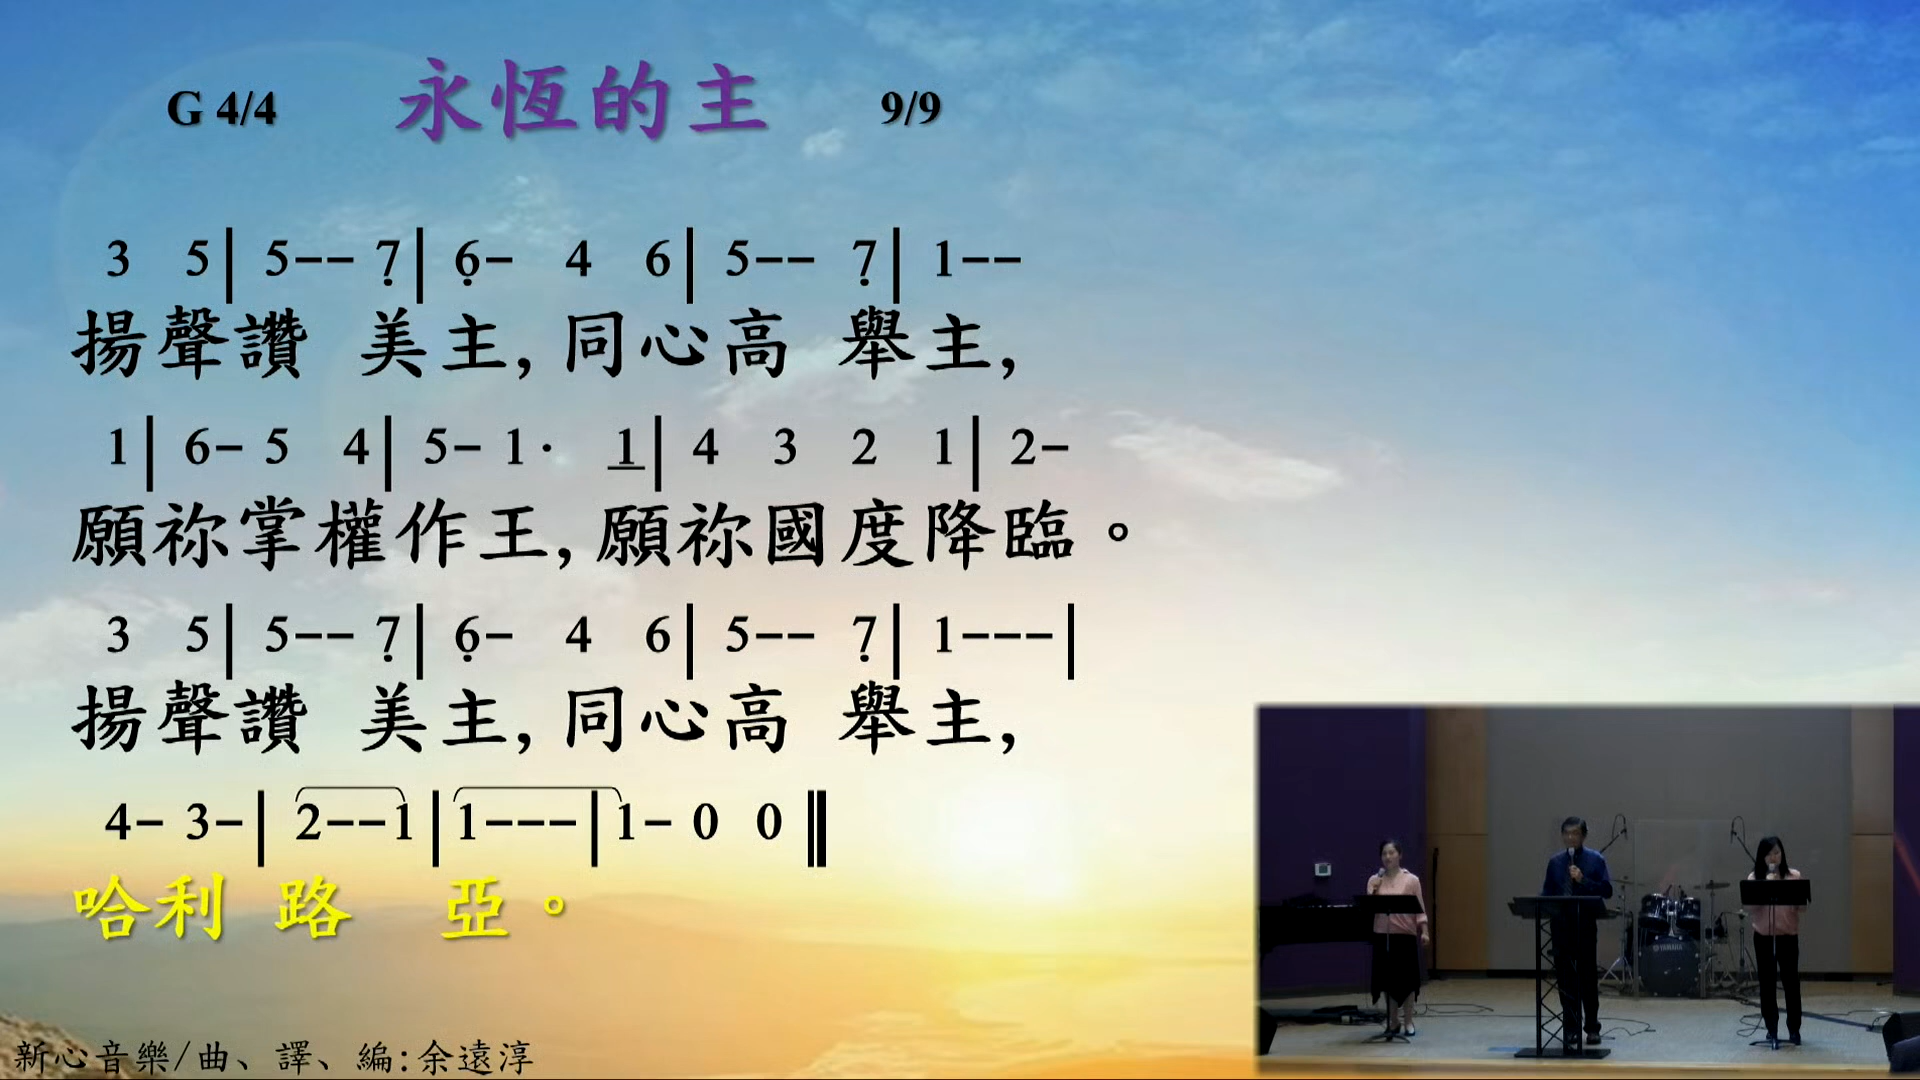 G 4/4 永恆的主 9/9
3 5| 5-- 7̣| 6̣- 4 6| 5-- 7̣| 1--
揚聲讚 美主,同心高 舉主,
1| 6- 5 4| 5- 1· 1̲| 4 3 2 1| 2-
願祢掌權作王,願祢國度降臨。
3 5| 5-- 7̣| 6̣- 4 6| 5-- 7̣| 1---|
揚聲讚 美主,同心高 舉主,
4- 3-| 2--1|1---|1- 0 0 ‖
哈利 路 亞。
新心音樂/曲、譯、編:余遠淳
YAMAHA